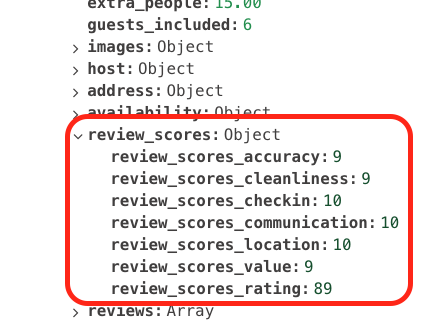 extra_people: 15.00
guests_included: 6
images: Object
host: Object
address: Object
availability: Object
review_scores: Object
review_scores_accuracy: 9
review_scores_cleanliness: 9
review_scores_checkin: 10
review_scores_communication: 10
review_scores_location: 10
review_scores_value: 9
review_scores_rating: 89
reviews: Array